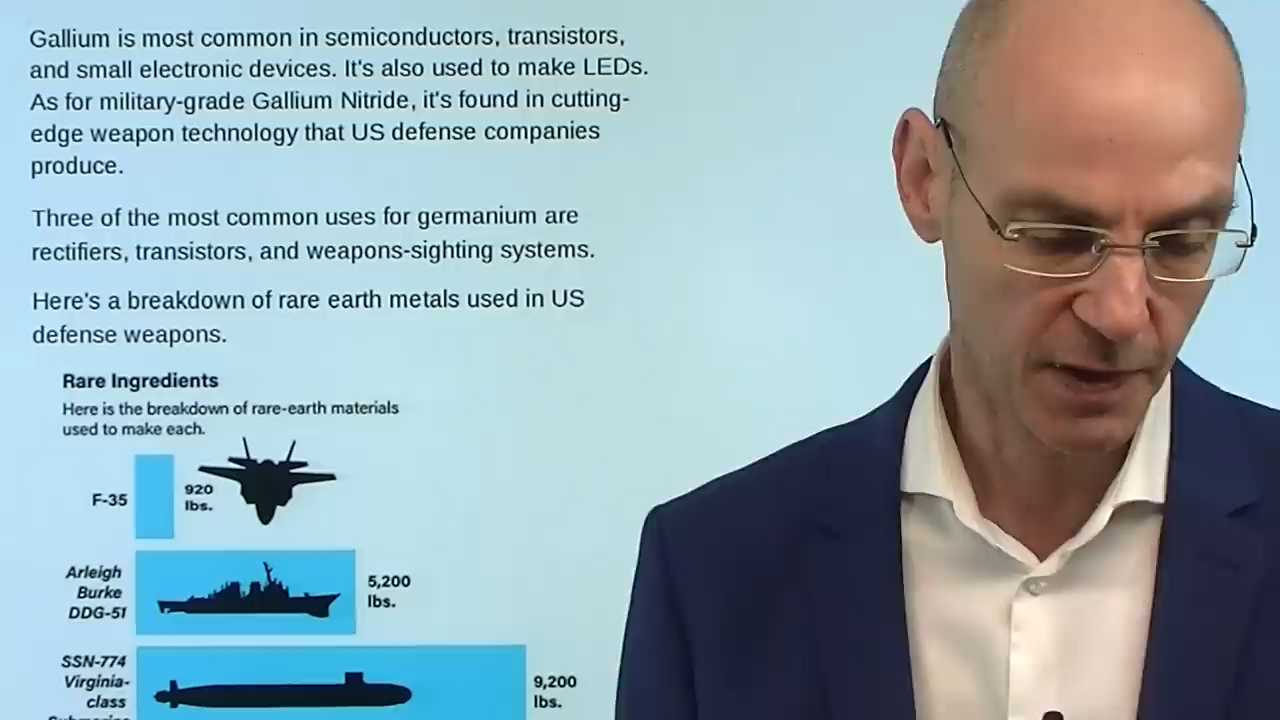 Gallium is most common in semiconductors, transistors,
and small electronic devices. It's also used to make LEDs.
As for military-grade Gallium Nitride, it's found in cutting-
edge weapon technology that US defense companies
produce.
Three of the most common uses for germanium are
rectifiers, transistors, and weapons-sighting systems.
Here's a breakdown of rare earth metals used in US
defense weapons.
Rare Ingredients
Here is the breakdown of rare-earth materials
used to make each.
F-35
920
lbs.
Arleigh
Burke
DDG-51
5,200
lbs.
SSN-774
Virginia-
class
Submarine
9,200
lbs.